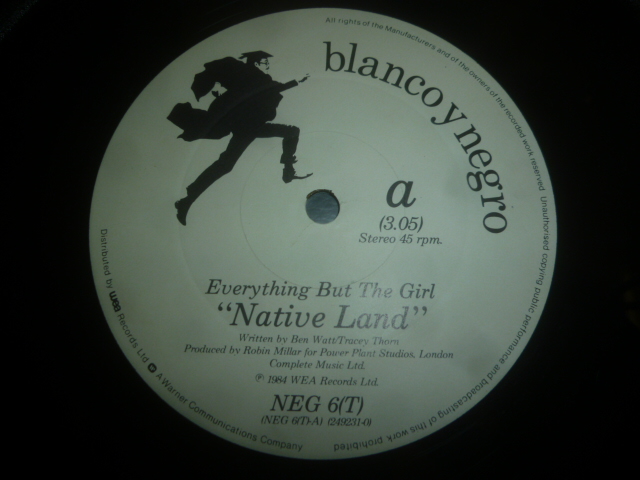 All rights of the Manufacturers and of the owners of the recorded work reserved. Unauthorised copying public performance and broadcasting of this work prohibited
blanco y negro
a
(3.05)
Stereo 45 rpm.
Everything But The Girl
“Native Land”
Written by Ben Watt/Tracey Thorn
Produced by Robin Millar for Power Plant Studios, London
Complete Music Ltd.
℗ 1984 WEA Records Ltd.
NEG 6(T)
(NEG 6(T)-A) (249231-0)
Distributed by wea Records Ltd. A Warner Communications Company